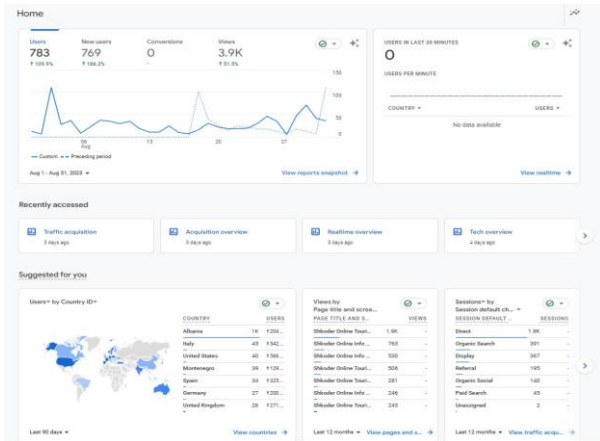 Home
Users
New users
Conversions
Views
783
769
0
3.9K
↑ 109.5%
↑ 106.2%
-
↑ 51.5%
150
100
50
0
06
Aug
13
20
27
Custom
Preceding period
Aug 1 - Aug 31, 2023
View reports snapshot
USERS IN LAST 30 MINUTES
0
USERS PER MINUTE
COUNTRY
USERS
No data available
View realtime
Recently accessed
Traffic acquisition
3 days ago
Acquisition overview
3 days ago
Realtime overview
3 days ago
Tech overview
4 days ago
Suggested for you
Users by Country ID
COUNTRY USERS
Albania 1K
Italy
United States
Montenegro 39
Spain 34
Germany 27
United Kingdom 26
Last 90 days
View countries
Views by
Page title and scree...
PAGE TITLE AND S... VIEWS
Shkoder Online Touri... 1.9K -
Shkoder Online Info ... 763 -
Shkoder Online Info ... 530 -
Shkoder Online Touri... 506 -
Shkoder Online Touri... 281 -
Shkoder Online Info ... 246 -
Shkoder Online Touri... 243 -
Last 12 months
View pages and s...
Sessions by
Session default ch...
SESSION DEFAULT ... SESSIONS
Direct 1.9K -
Organic Search 391 -
Display 367 -
Referral 195 -
Organic Social 140 -
Paid Search 45 -
Unassigned 2 -
Last 12 months
View traffic acqu...